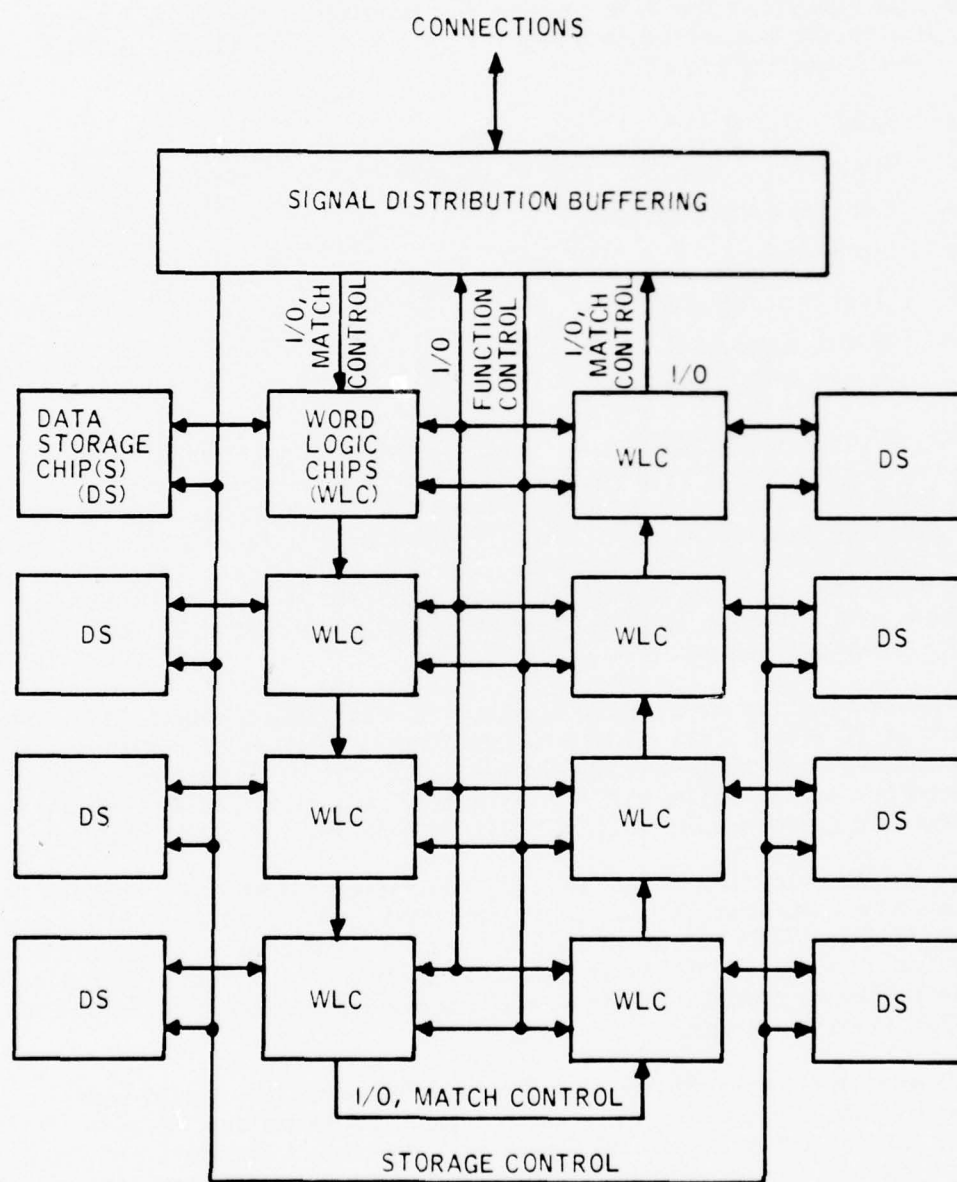 CONNECTIONS
SIGNAL DISTRIBUTION BUFFERING
I/O,
MATCH
CONTROL
I/O
FUNCTION
CONTROL
I/O,
MATCH
CONTROL
I/O
DATA
STORAGE
CHIP(S)
(DS)
WORD
LOGIC
CHIPS
(WLC)
WLC
DS
DS
WLC
WLC
DS
DS
WLC
WLC
DS
DS
WLC
WLC
DS
I/O, MATCH CONTROL
STORAGE CONTROL